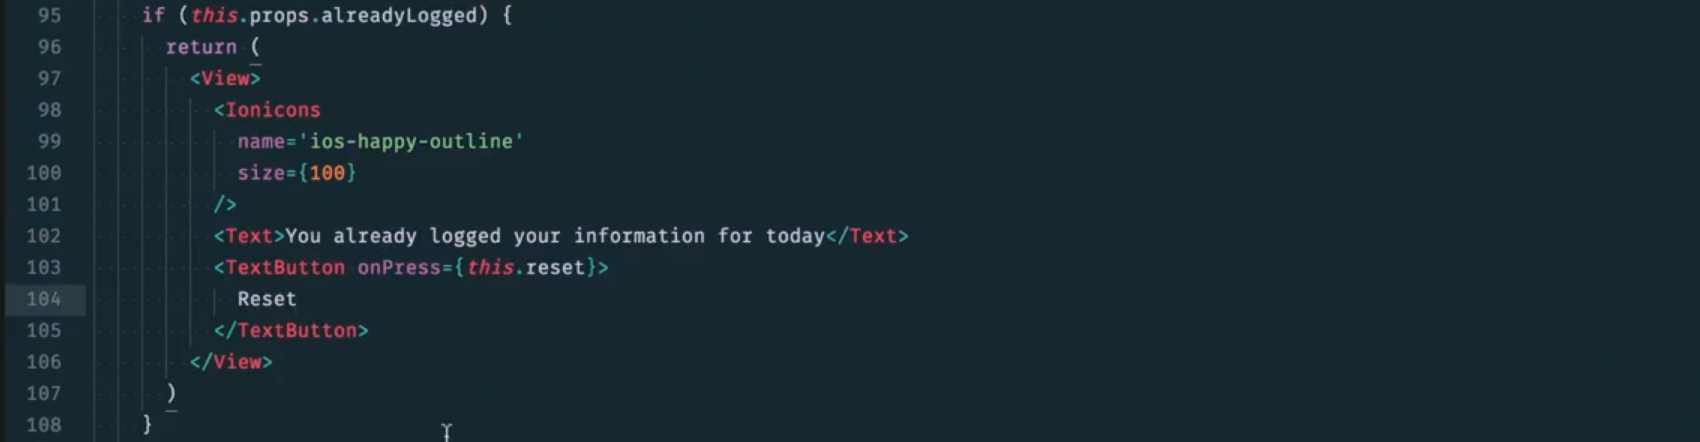 95 if (this.props.alreadyLogged) {
96 return (
97 <View>
98 <Ionicons
99 name='ios-happy-outline'
100 size={100}
101 />
102 <Text>You already logged your information for today</Text>
103 <TextButton onPress={this.reset}>
104 Reset
105 </TextButton>
106 </View>
107 )
108 }